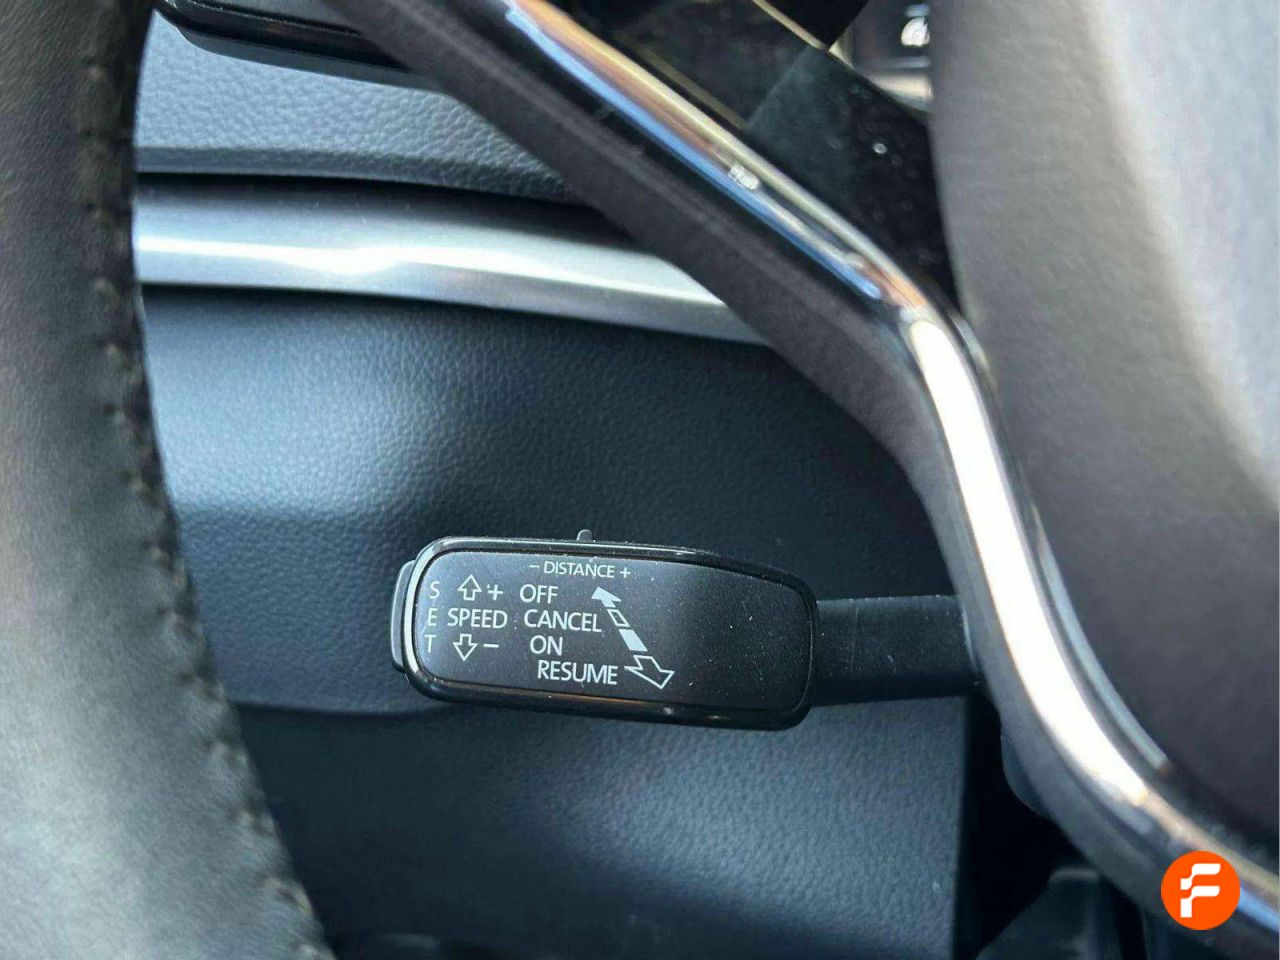 - DISTANCE +
S + OFF
E SPEED CANCEL
T - ON
RESUME